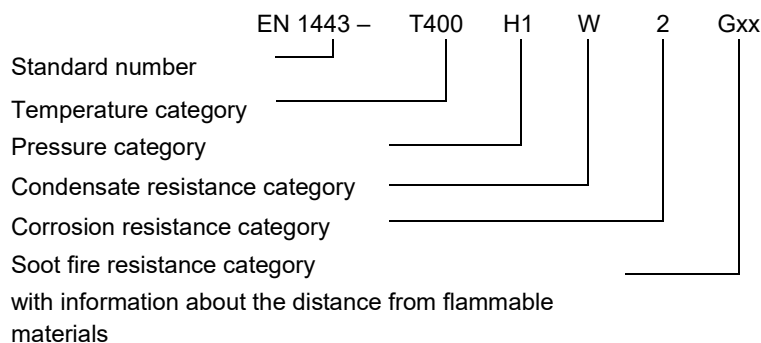 EN 1443 – T400 H1 W 2 Gxx
Standard number
Temperature category
Pressure category
Condensate resistance category
Corrosion resistance category
Soot fire resistance category
with information about the distance from flammable
materials